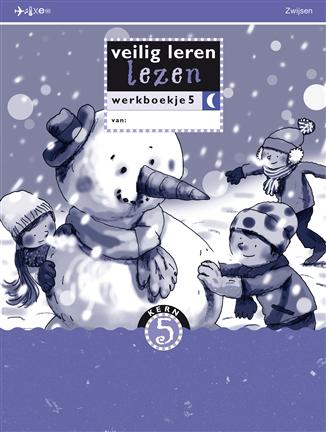 Zwijsen
veilig leren
lezen
werkboekje 5
van:
KERN
5